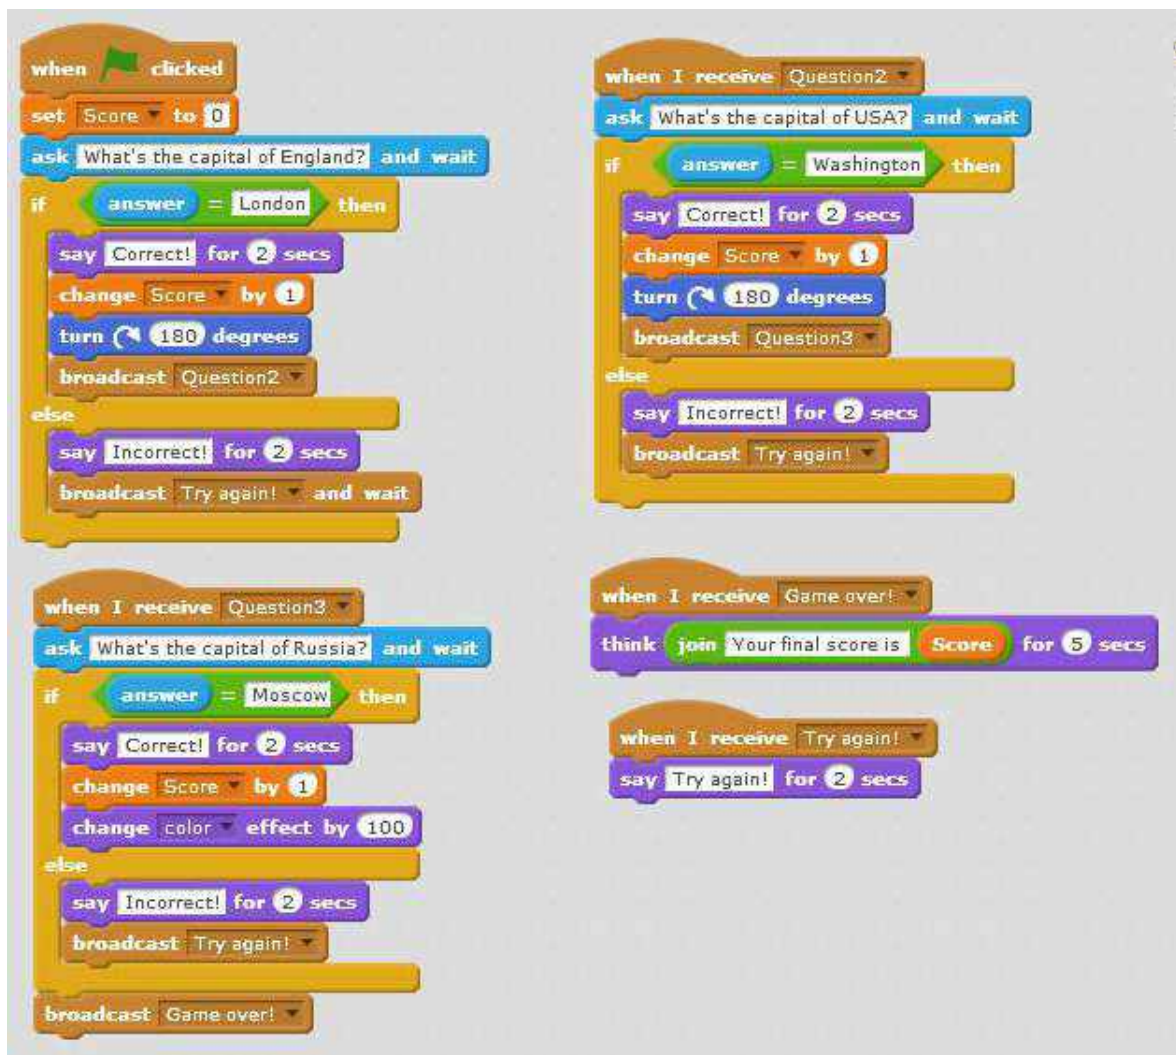 when clicked
set Score to 0
ask What's the capital of England? and wait
if answer = London then
say Correct! for 2 secs
change Score by 1
turn 180 degrees
broadcast Question2
else
say Incorrect! for 2 secs
broadcast Try again! and wait
when I receive Question2
ask What's the capital of USA? and wait
if answer = Washington then
say Correct! for 2 secs
change Score by 1
turn 180 degrees
broadcast Question3
else
say Incorrect! for 2 secs
broadcast Try again!
when I receive Question3
ask What's the capital of Russia? and wait
if answer = Moscow then
say Correct! for 2 secs
change Score by 1
change color effect by 100
else
say Incorrect! for 2 secs
broadcast Try again!
broadcast Game over!
when I receive Game over!
think join Your final score is Score for 5 secs
when I receive Try again!
say Try again! for 2 secs